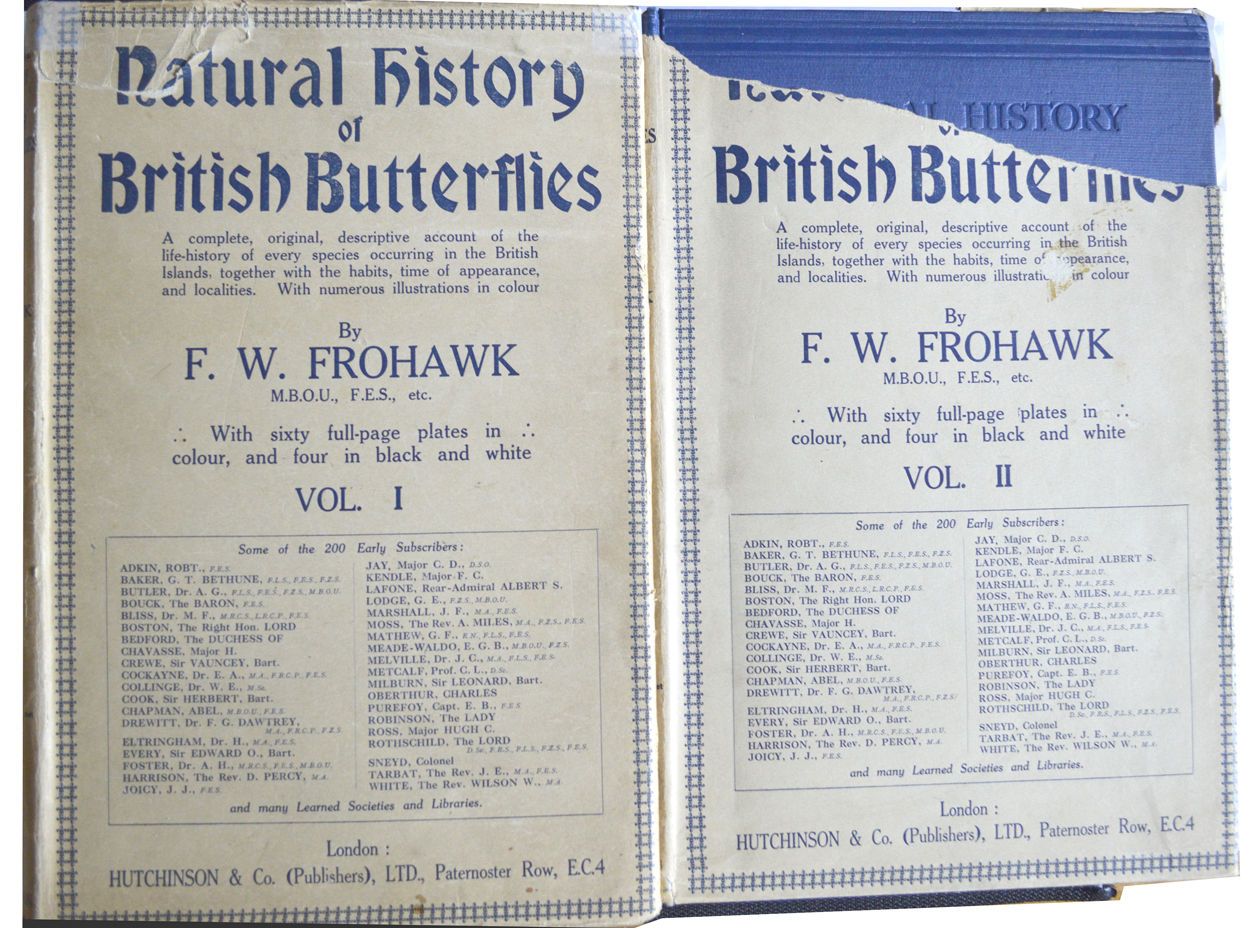 Natural History
of
British Butterflies
A complete, original, descriptive account of the
life-history of every species occurring in the British
Islands, together with the habits, time of appearance,
and localities. With numerous illustrations in colour
By
F. W. FROHAWK
M.B.O.U., F.E.S., etc.
∴ With sixty full-page plates in ∴
colour, and four in black and white
VOL. I
Some of the 200 Early Subscribers:
ADKIN, ROBT., F.E.S.
BAKER, G. T. BETHUNE, F.L.S., F.E.S., F.Z.S.
BUTLER, Dr. A. G., F.L.S., F.E.S., F.Z.S., M.B.O.U.
BOUCK, The BARON, F.E.S.
BLISS, Dr. M. F., M.R.C.S., L.R.C.P., F.E.S.
BOSTON, The Right Hon. LORD
BEDFORD, The DUCHESS OF
CHAVASSE, Major H.
CREWE, Sir VAUNCEY, Bart.
COCKAYNE, Dr. E. A., M.A., F.R.C.P., F.E.S.
COLLINGE, Dr. W. E., M.Sc.
COOK, Sir HERBERT, Bart.
CHAPMAN, ABEL, M.B.O.U., F.E.S.
DREWITT, Dr. F. G. DAWTREY,
M.A., F.R.C.P., F.Z.S.
ELTRINGHAM, Dr. H., M.A., F.E.S.
EVERY, Sir EDWARD O., Bart.
FOSTER, Dr. A. H., M.R.C.S., F.E.S., M.B.O.U.
HARRISON, The Rev. D. PERCY, M.A.
JOICY, J. J., F.E.S.
JAY, Major C. D., D.S.O.
KENDLE, Major F. C.
LAFONE, Rear-Admiral ALBERT S.
LODGE, G. E., F.Z.S., M.B.O.U.
MARSHALL, J. F., M.A., F.E.S.
MOSS, The Rev. A. MILES, M.A., F.Z.S., F.E.S.
MATHEW, G. F., R.N., F.L.S., F.E.S.
MEADE-WALDO, E. G. B., M.B.O.U., F.Z.S.
MELVILLE, Dr. J. C., M.A., F.L.S., F.E.S.
METCALF, Prof. C. L., D.Sc.
MILBURN, Sir LEONARD, Bart.
OBERTHUR, CHARLES
PUREFOY, Capt. E. B., F.E.S.
ROBINSON, The LADY
ROSS, Major HUGH C.
ROTHSCHILD, The LORD
D.Sc., F.R.S., F.L.S., F.Z.S., F.E.S.
SNEYD, Colonel
TARBAT, The Rev. J. E., M.A., F.E.S.
WHITE, The Rev. WILSON W., M.A.
and many Learned Societies and Libraries.
London :
HUTCHINSON & Co. (Publishers), LTD., Paternoster Row, E.C.4
HISTORY
British Butterflies
A complete, original, descriptive account of the
life-history of every species occurring in the British
Islands, together with the habits, time of appearance,
and localities. With numerous illustrations in colour
By
F. W. FROHAWK
M.B.O.U., F.E.S., etc.
∴ With sixty full-page plates in ∴
colour, and four in black and white
VOL. II
Some of the 200 Early Subscribers:
ADKIN, ROBT., F.E.S.
BAKER, G. T. BETHUNE, F.L.S., F.E.S., F.Z.S.
BUTLER, Dr. A. G., F.L.S., F.E.S., F.Z.S., M.B.O.U.
BOUCK, The BARON, F.E.S.
BLISS, Dr. M. F., M.R.C.S., L.R.C.P., F.E.S.
BOSTON, The Right Hon. LORD
BEDFORD, The DUCHESS OF
CHAVASSE, Major H.
CREWE, Sir VAUNCEY, Bart.
COCKAYNE, Dr. E. A., M.A., F.R.C.P., F.E.S.
COLLINGE, Dr. W. E., M.Sc.
COOK, Sir HERBERT, Bart.
CHAPMAN, ABEL, M.B.O.U., F.E.S.
DREWITT, Dr. F. G. DAWTREY,
M.A., F.R.C.P., F.Z.S.
ELTRINGHAM, Dr. H., M.A., F.E.S.
EVERY, Sir EDWARD O., Bart.
FOSTER, Dr. A. H., M.R.C.S., F.E.S., M.B.O.U.
HARRISON, The Rev. D. PERCY, M.A.
JOICY, J. J., F.E.S.
JAY, Major C. D., D.S.O.
KENDLE, Major F. C.
LAFONE, Rear-Admiral ALBERT S.
LODGE, G. E., F.Z.S., M.B.O.U.
MARSHALL, J. F., M.A., F.E.S.
MOSS, The Rev. A. MILES, M.A., F.Z.S., F.E.S.
MATHEW, G. F., R.N., F.L.S., F.E.S.
MEADE-WALDO, E. G. B., M.B.O.U., F.Z.S.
MELVILLE, Dr. J. C., M.A., F.L.S., F.E.S.
METCALF, Prof. C. L., D.Sc.
MILBURN, Sir LEONARD, Bart.
OBERTHUR, CHARLES
PUREFOY, Capt. E. B., F.E.S.
ROBINSON, The LADY
ROSS, Major HUGH C.
ROTHSCHILD, The LORD
D.Sc., F.R.S., F.L.S., F.Z.S., F.E.S.
SNEYD, Colonel
TARBAT, The Rev. J. E., M.A., F.E.S.
WHITE, The Rev. WILSON W., M.A.
and many Learned Societies and Libraries.
London :
HUTCHINSON & Co. (Publishers), LTD., Paternoster Row, E.C.4